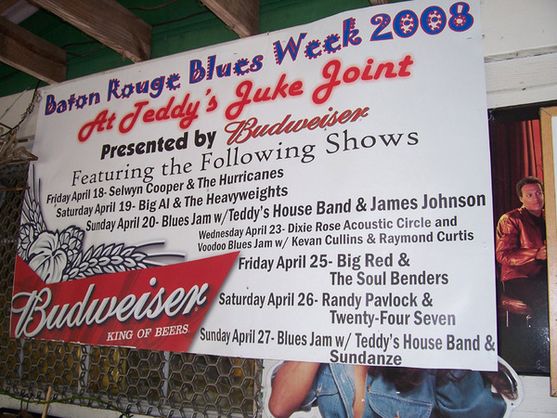 Baton Rouge Blues Week 2008
At Teddy's Juke Joint
Presented by Budweiser
Featuring the Following Shows
Friday April 18- Selwyn Cooper & The Hurricanes
Saturday April 19- Big Al & The Heavyweights
Sunday April 20- Blues Jam w/Teddy's House Band & James Johnson
Wednesday April 23- Dixie Rose Acoustic Circle and
Voodoo Blues Jam w/ Kevan Cullins & Raymond Curtis
Friday April 25- Big Red &
The Soul Benders
Saturday April 26- Randy Pavlock &
Twenty-Four Seven
Sunday April 27- Blues Jam w/ Teddy's House Band &
Sundanze
Budweiser
KING OF BEERS.